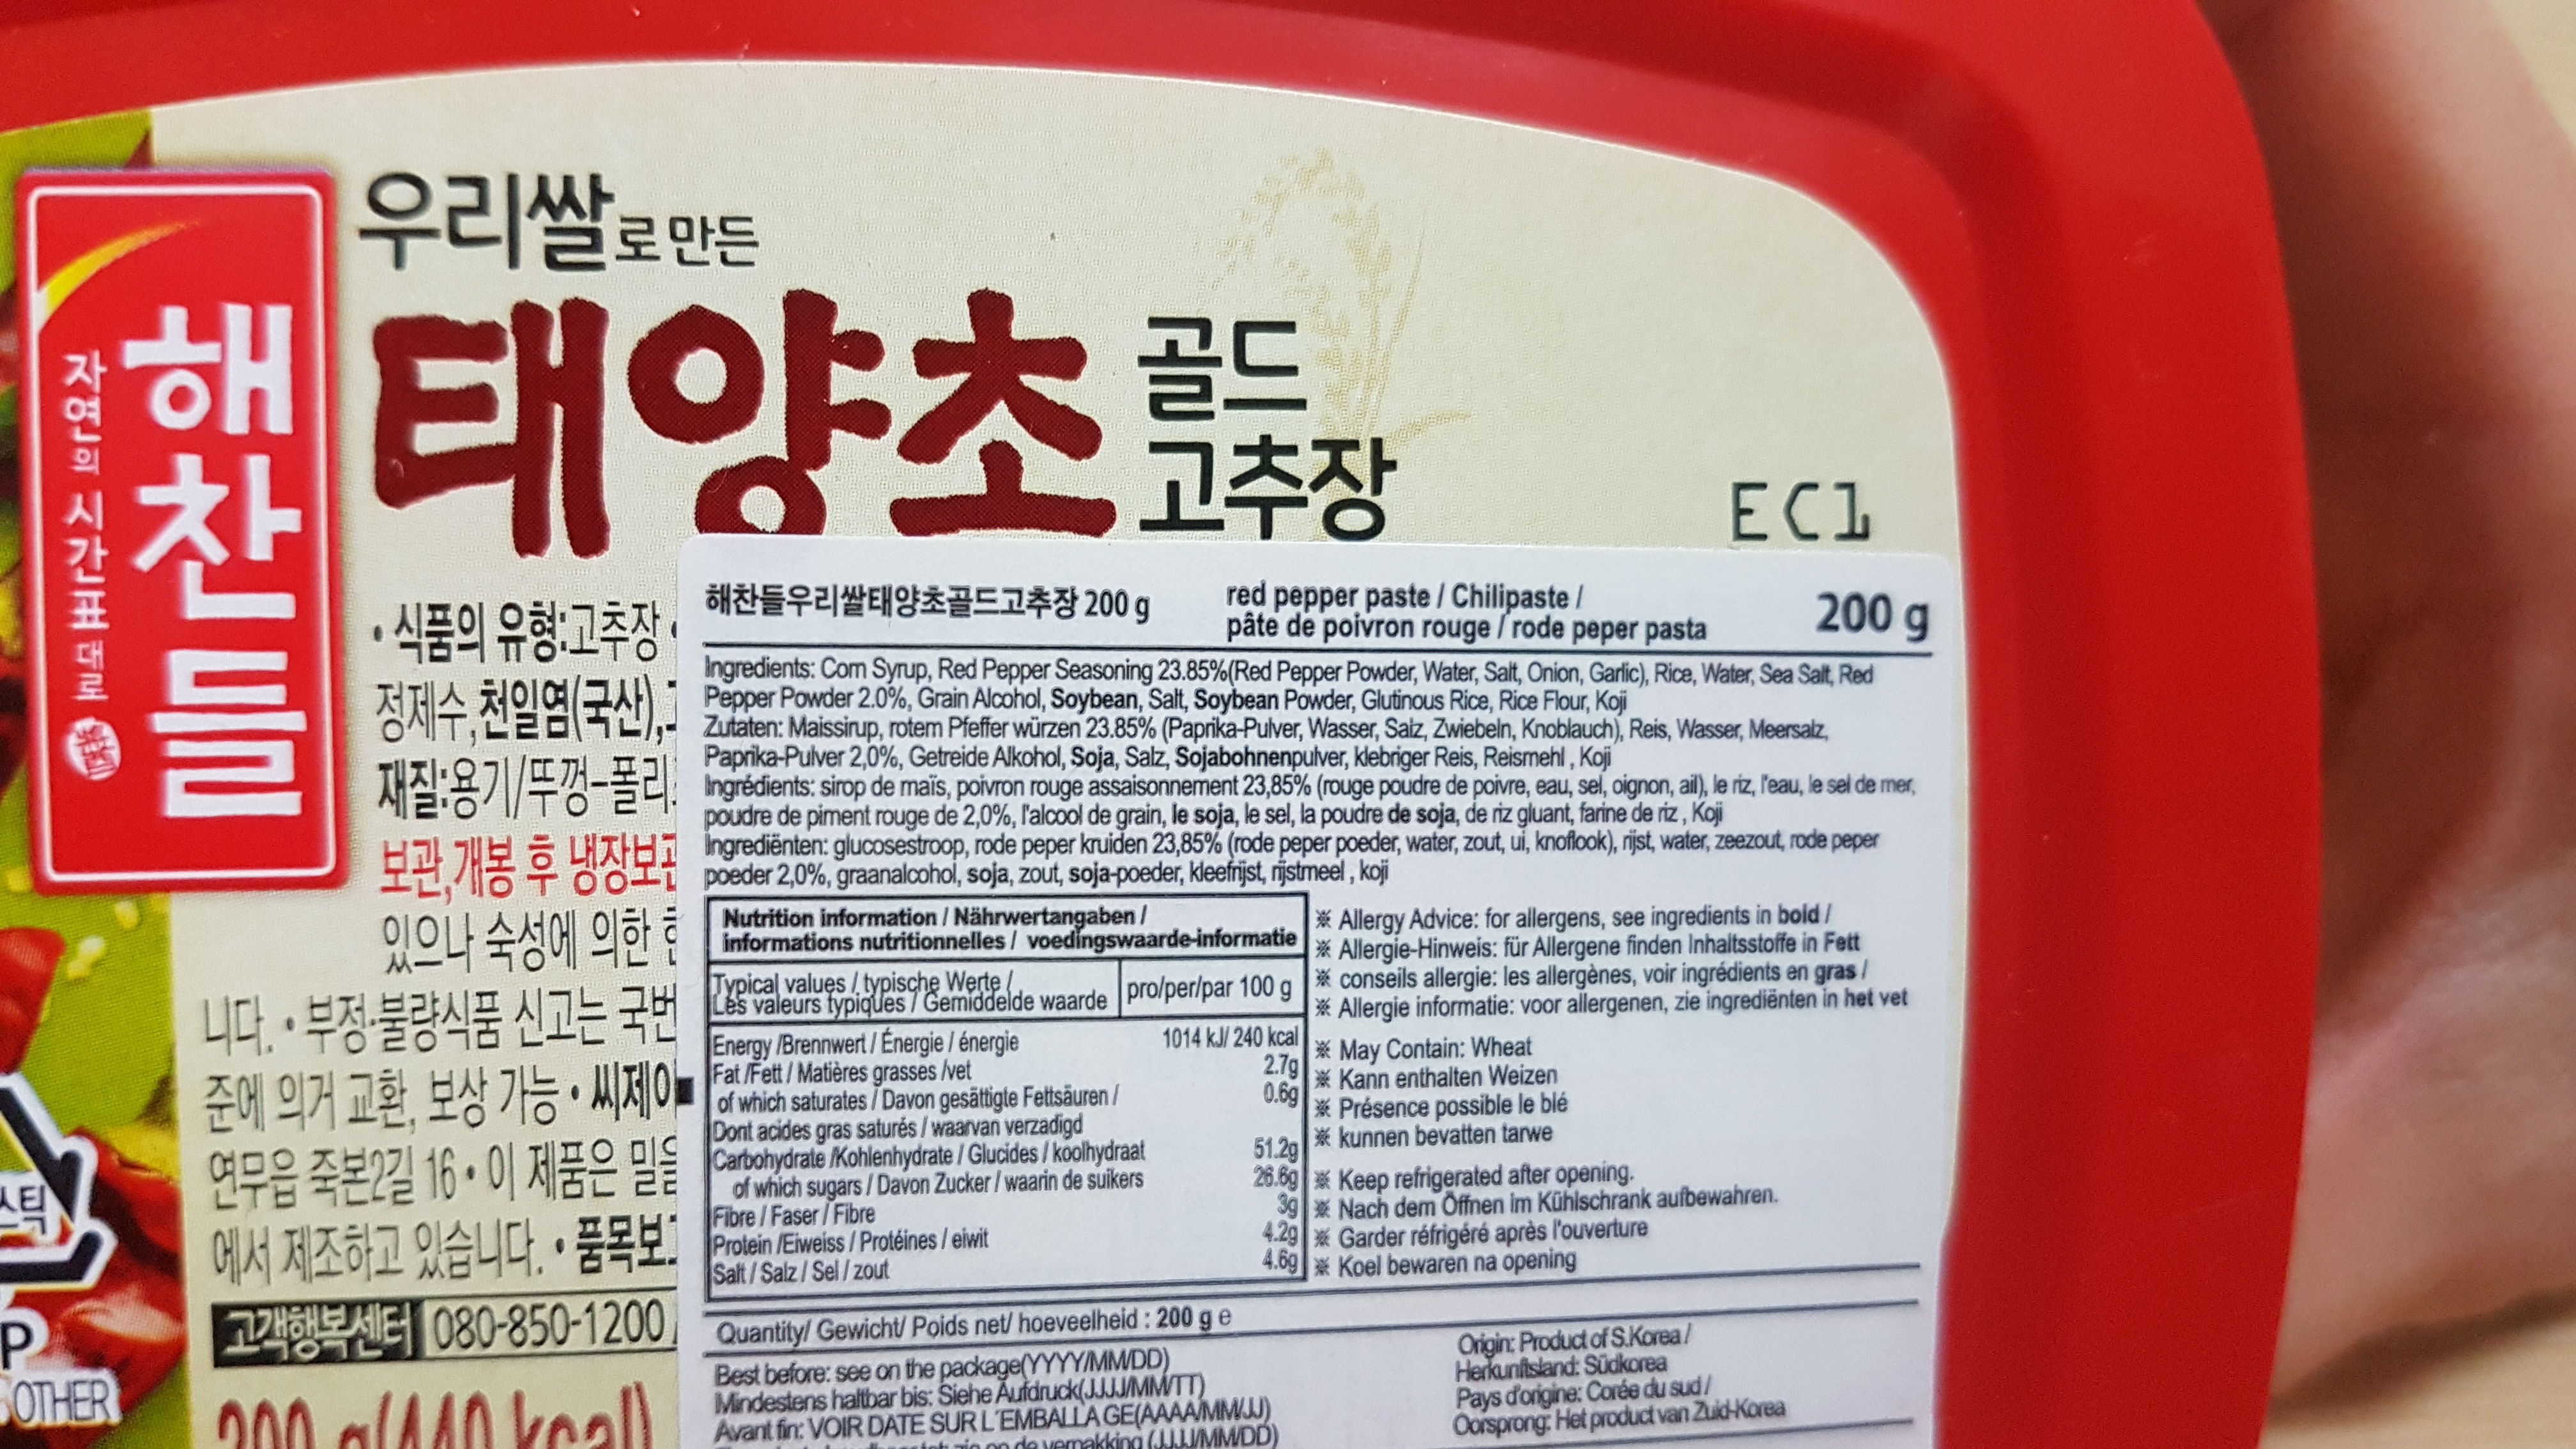 우리쌀로 만든
태양초 골드 고추장
해찬들
자연의 시간표 대로
EC1
• 식품의 유형:고추장 •
정제수,천일염(국산),
재질:용기/뚜껑-폴리
보관,개봉 후 냉장보관
있으나 숙성에 의한
니다. • 부정·불량식품 신고는 국번
준에 의거 교환, 보상 가능 • 씨제이
연무읍 죽본2길 16 • 이 제품은 밀을
에서 제조하고 있습니다. • 품목보
고객행복센터 080-850-1200
200 g(440 kcal)
스틱
P
OTHER
해찬들우리쌀태양초골드고추장 200 g
red pepper paste / Chilipaste /
pâte de poivron rouge / rode peper pasta
200 g
Ingredients: Corn Syrup, Red Pepper Seasoning 23.85%(Red Pepper Powder, Water, Salt, Onion, Garlic), Rice, Water, Sea Salt, Red
Pepper Powder 2.0%, Grain Alcohol, Soybean, Salt, Soybean Powder, Glutinous Rice, Rice Flour, Koji
Zutaten: Maissirup, rotem Pfeffer würzen 23.85% (Paprika-Pulver, Wasser, Salz, Zwiebeln, Knoblauch), Reis, Wasser, Meersalz,
Paprika-Pulver 2,0%, Getreide Alkohol, Soja, Salz, Sojabohnenpulver, klebriger Reis, Reismehl , Koji
Ingrédients: sirop de maïs, poivron rouge assaisonnement 23,85% (rouge poudre de poivre, eau, sel, oignon, ail), le riz, l'eau, le sel de mer,
poudre de piment rouge de 2,0%, l'alcool de grain, le soja, le sel, la poudre de soja, de riz gluant, farine de riz , Koji
Ingrediënten: glucosestroop, rode peper kruiden 23,85% (rode peper poeder, water, zout, ui, knoflook), rijst, water, zeezout, rode peper
poeder 2,0%, graanalcohol, soja, zout, soja-poeder, kleefrijst, rijstmeel , koji
Nutrition information / Nährwertangaben /
informations nutritionnelles / voedingswaarde-informatie
Typical values / typische Werte /
Les valeurs typiques / Gemiddelde waarde
pro/per/par 100 g
Energy /Brennwert / Énergie / énergie 1014 kJ/ 240 kcal
Fat /Fett / Matières grasses /vet 2.7g
of which saturates / Davon gesättigte Fettsäuren / 0.6g
Dont acides gras saturés / waarvan verzadigd
Carbohydrate /Kohlenhydrate / Glucides / koolhydraat 51.2g
of which sugars / Davon Zucker / waarin de suikers 26.6g
Fibre / Faser / Fibre 3g
Protein /Eiweiss / Protéines / eiwit 4.2g
Salt / Salz / Sel / zout 4.6g
※ Allergy Advice: for allergens, see ingredients in bold /
※ Allergie-Hinweis: für Allergene finden Inhaltsstoffe in Fett
※ conseils allergie: les allergènes, voir ingrédients en gras /
※ Allergie informatie: voor allergenen, zie ingrediënten in het vet
※ May Contain: Wheat
※ Kann enthalten Weizen
※ Présence possible le blé
※ kunnen bevatten tarwe
※ Keep refrigerated after opening.
※ Nach dem Öffnen im Kühlschrank aufbewahren.
※ Garder réfrigéré après l'ouverture
※ Koel bewaren na opening
Quantity/ Gewicht/ Poids net/ hoeveelheid : 200 g e
Best before: see on the package(YYYY/MM/DD)
Mindestens haltbar bis: Siehe Aufdruck(JJJJ/MM/TT)
Avant fin: VOIR DATE SUR L'EMBALLAGE(AAAA/MM/JJ)
zie op de verpakking (JJJJ/MM/DD)
Origin: Product of S.Korea /
Herkunftsland: Südkorea
Pays d'origine: Corée du sud /
Oorsprong: Het product van Zuid-Korea